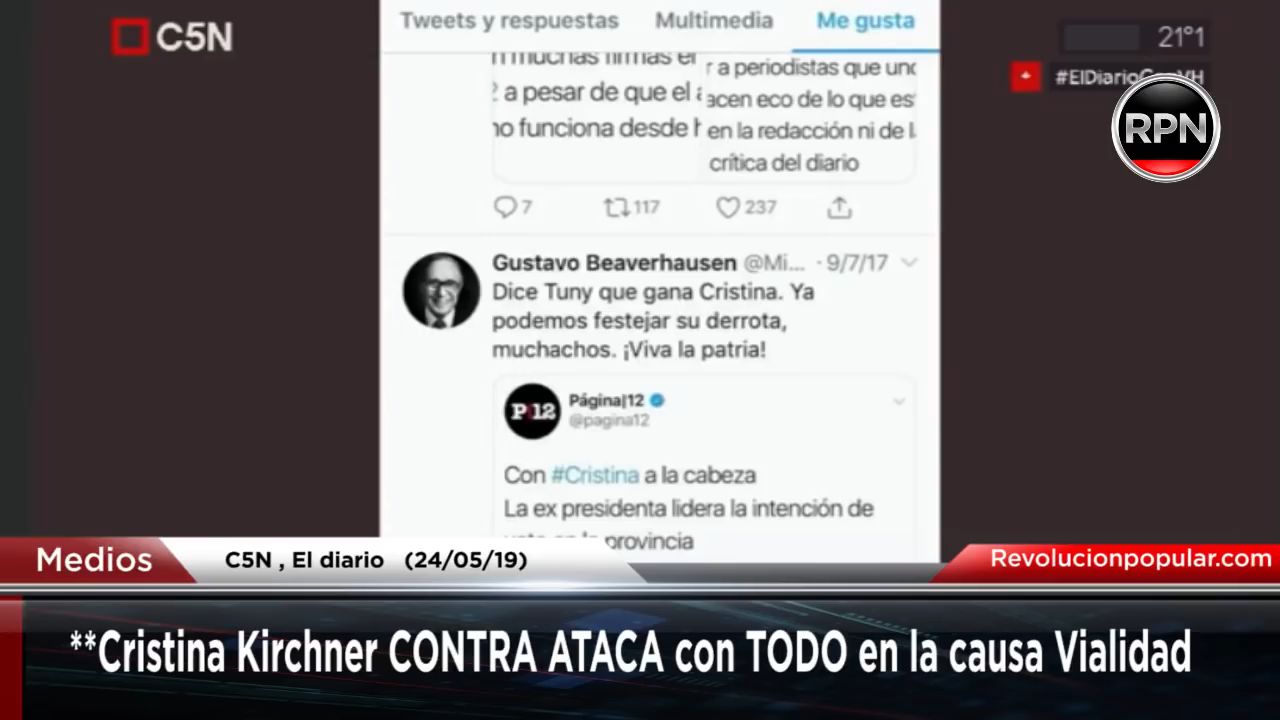 C5N
Tweets y respuestas Multimedia Me gusta
21°1
muchas firmas
a periodistas que
a pesar de que el
acen eco de lo que es
no funciona desde
en la redacción ni de
crítica del diario
RPN
7 117 237
Gustavo Beaverhausen @Mi... · 9/7/17
Dice Tuny que gana Cristina. Ya
podemos festejar su derrota,
muchachos. ¡Viva la patria!
P12
Página|12
@pagina12
Con #Cristina a la cabeza
La ex presidenta lidera la intención de
provincia
Medios
C5N , El diario (24/05/19)
Revolucionpopular.com
**Cristina Kirchner CONTRA ATACA con TODO en la causa Vialidad